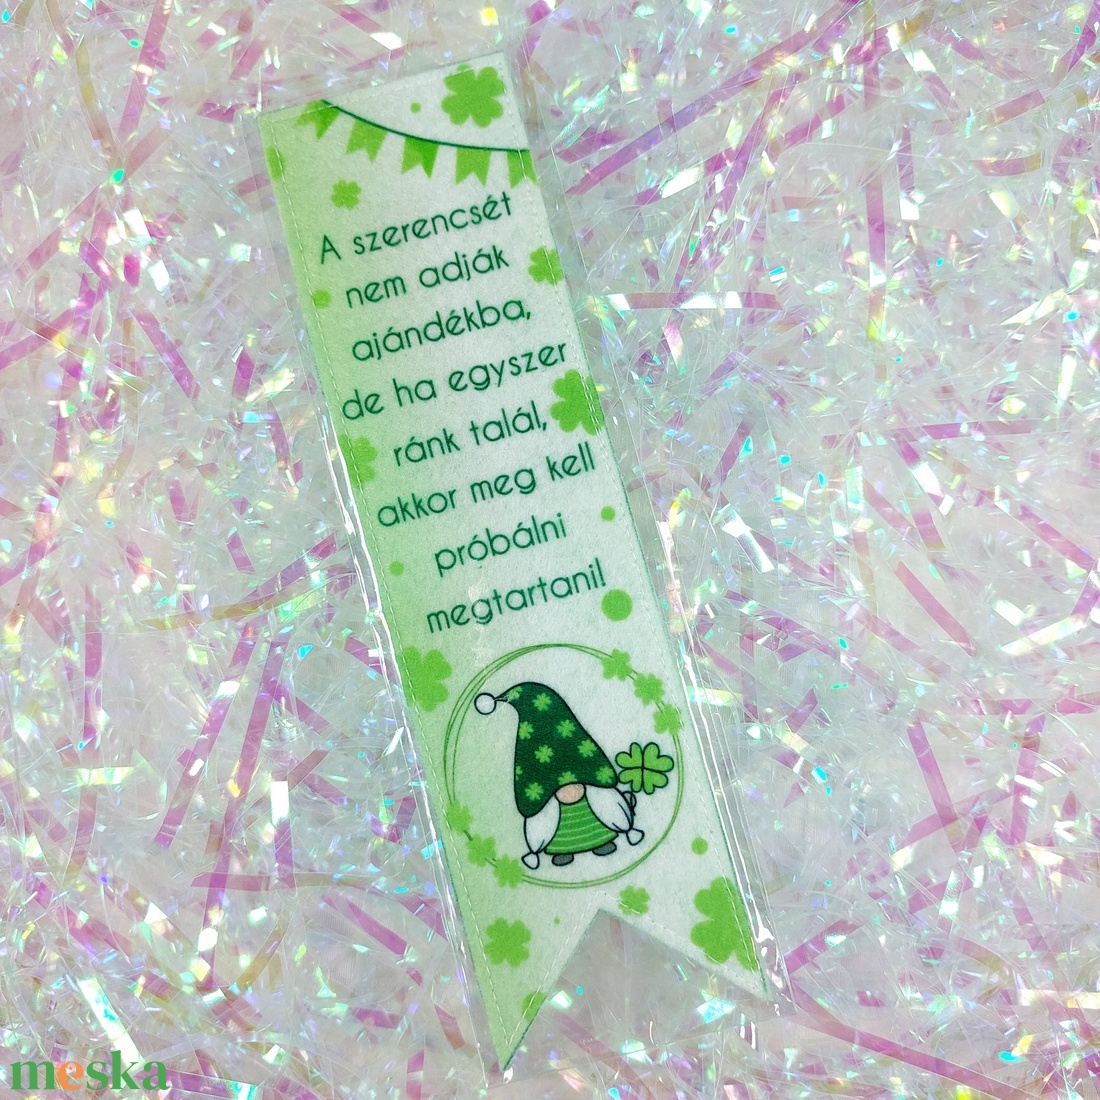 A szerencsét
nem adják
ajándékba,
de ha egyszer
ránk talál,
akkor meg kell
próbálni
megtartani!
meska